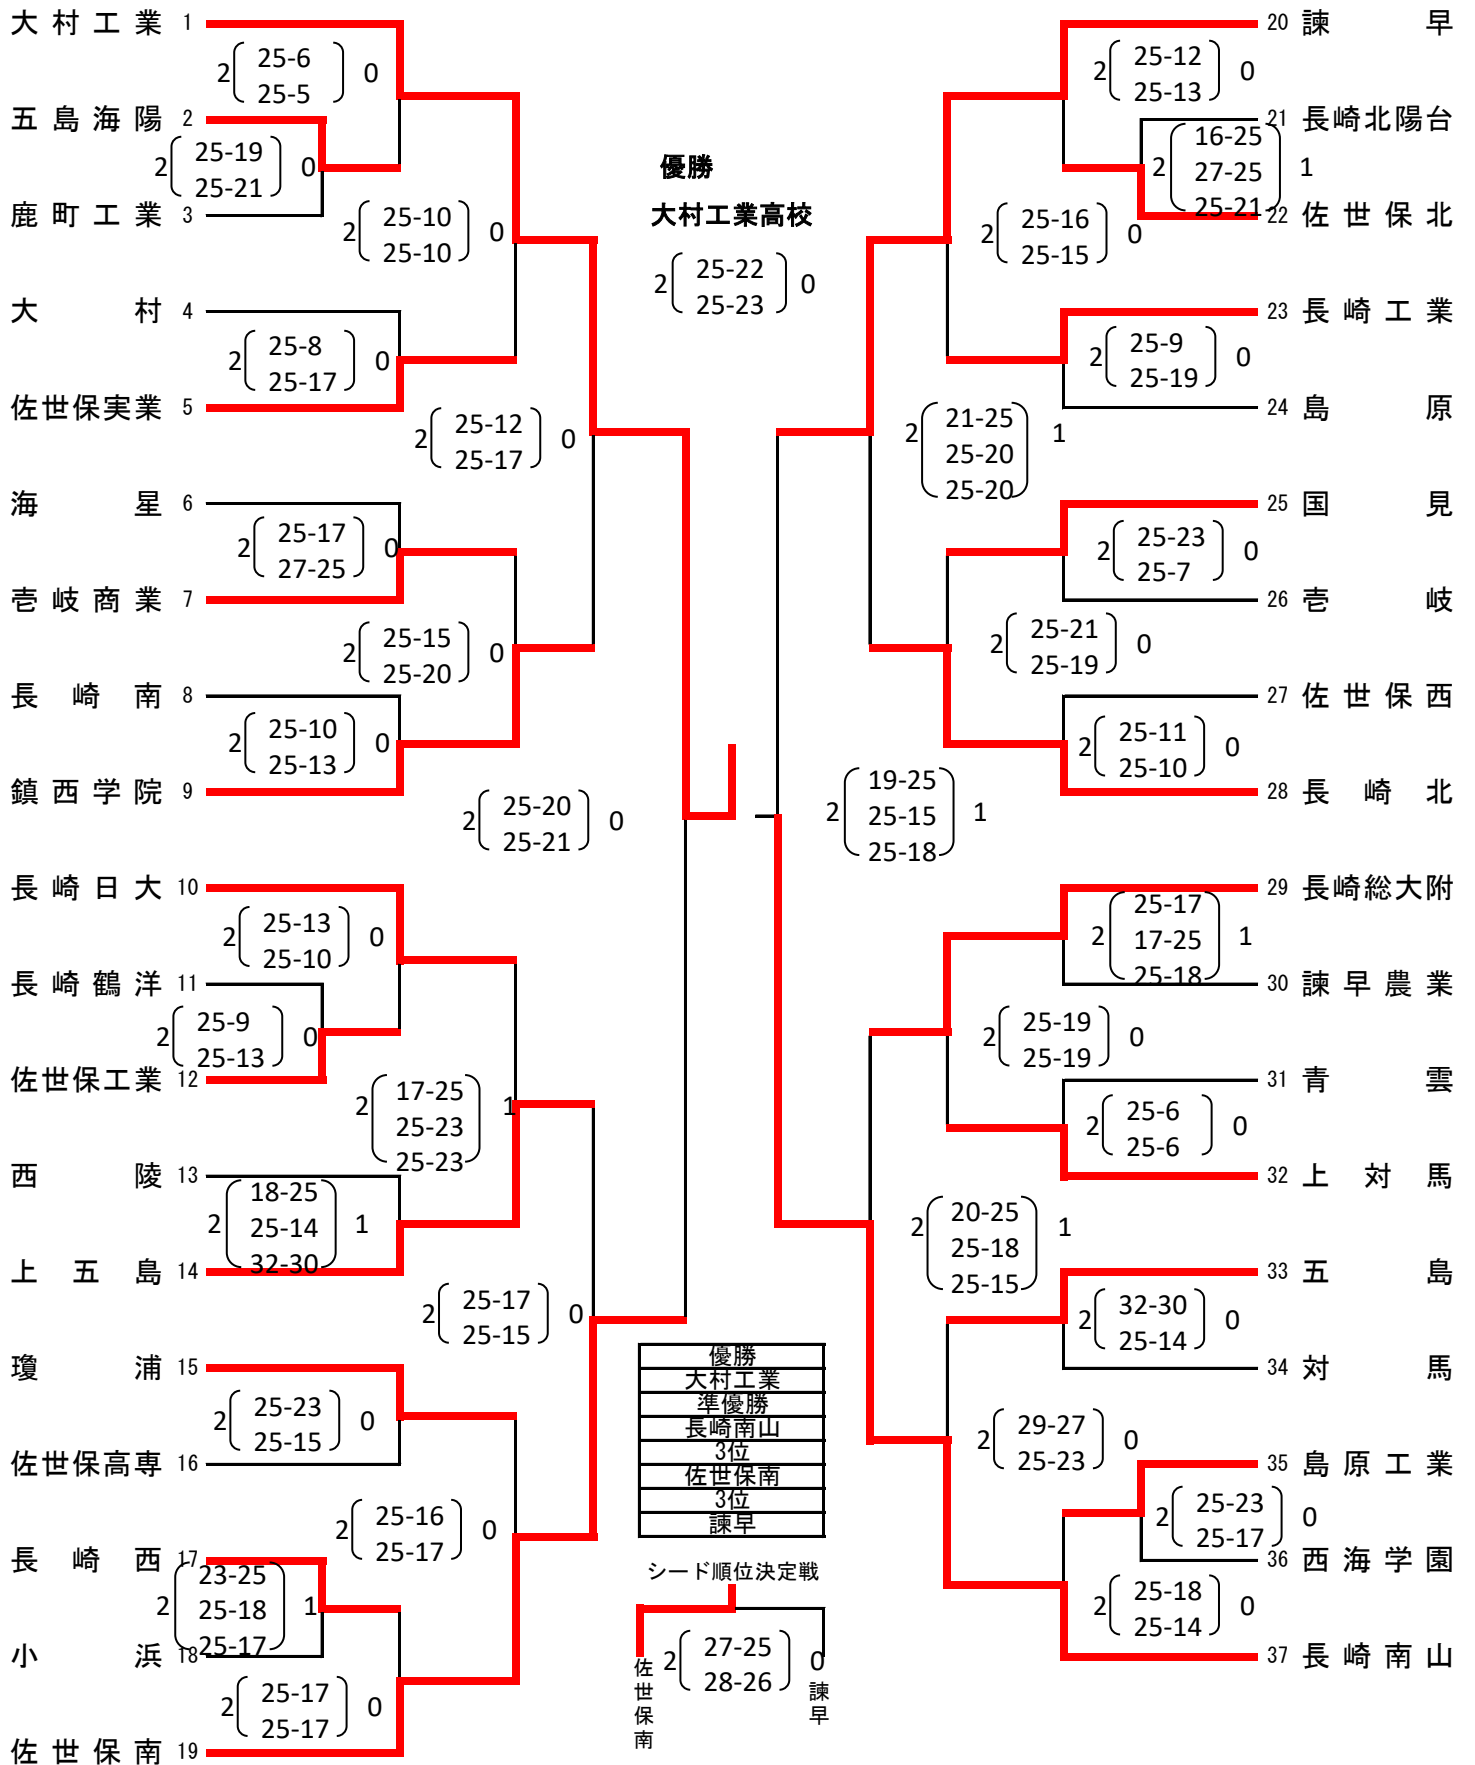 大村工業 1
2 25-6 0
25-5
五島海陽 2
2 25-19 0
25-21
鹿町工業 3
2 25-10 0
25-10
大村 4
2 25-8 0
25-17
佐世保実業 5
2 25-12 0
25-17
海星 6
2 25-17 0
27-25
壱岐商業 7
2 25-15 0
25-20
長崎南 8
2 25-10 0
25-13
鎮西学院 9
2 25-20 0
25-21
長崎日大 10
2 25-13 0
25-10
長崎鶴洋 11
2 25-9 0
25-13
佐世保工業 12
2 17-25 1
25-23
25-23
西陵 13
2 18-25 1
25-14
32-30
上五島 14
2 25-17 0
25-15
瓊浦 15
2 25-23 0
25-15
佐世保高専 16
2 25-16 0
25-17
長崎西 17
2 23-25 1
25-18
25-17
小浜 18
2 25-17 0
25-17
佐世保南 19
優勝
大村工業高校
2 25-22 0
25-23
20 諫早
2 25-12 0
25-13
21 長崎北陽台
2 16-25 1
27-25
25-21
22 佐世保北
2 25-16 0
25-15
23 長崎工業
2 25-9 0
25-19
24 島原
2 21-25 1
25-20
25-20
25 国見
2 25-23 0
25-7
26 壱岐
2 25-21 0
25-19
27 佐世保西
2 25-11 0
25-10
28 長崎北
2 19-25 1
25-15
25-18
29 長崎総大附
2 25-17 1
17-25
25-18
30 諫早農業
2 25-19 0
25-19
31 青雲
2 25-6 0
25-6
32 上対馬
2 20-25 1
25-18
25-15
33 五島
2 32-30 0
25-14
34 対馬
2 29-27 0
25-23
35 島原工業
2 25-23 0
25-17
36 西海学園
2 25-18 0
25-14
37 長崎南山
優勝
大村工業
準優勝
長崎南山
3位
佐世保南
3位
諫早
シード順位決定戦
2 27-25 0
28-26
佐世保南
諫早